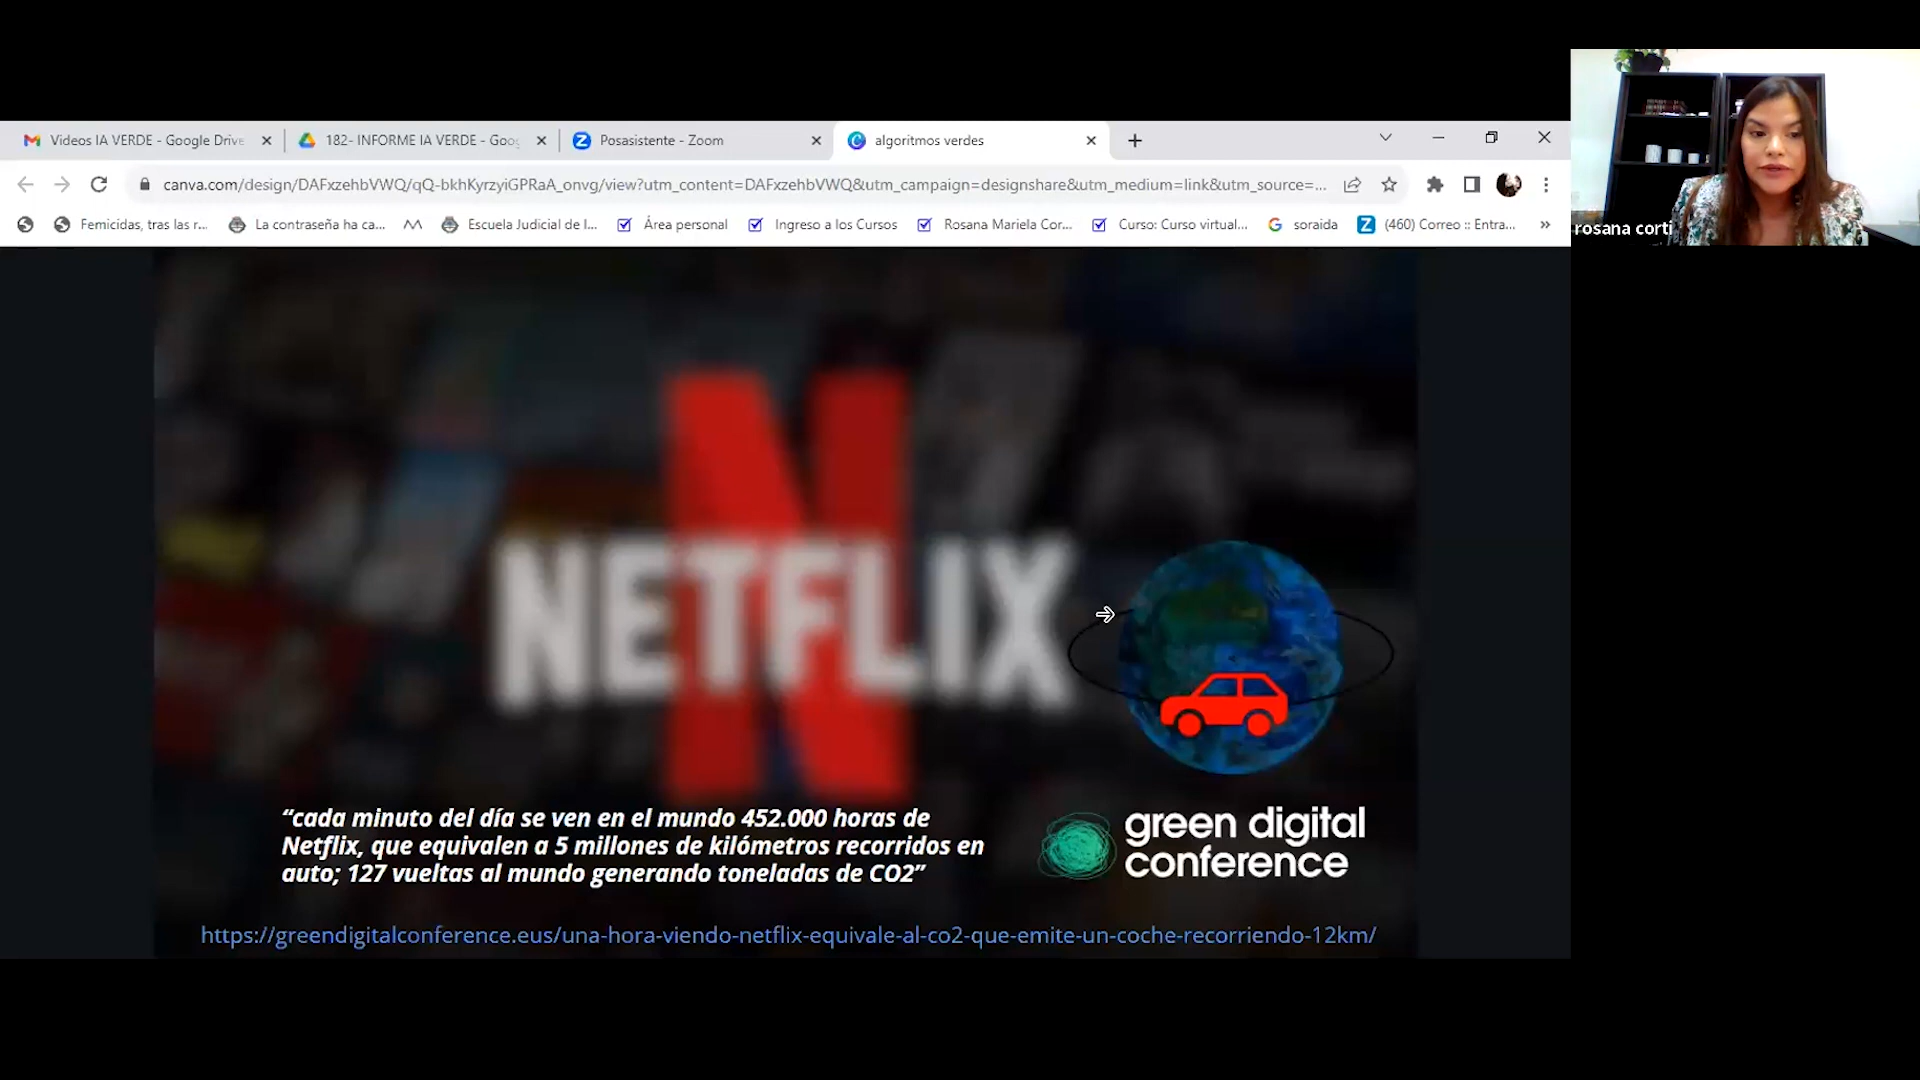 Videos IA VERDE - Google Drive
182- INFORME IA VERDE - Goog
Posasistente - Zoom
algoritmos verdes
canva.com/design/DAFxzehbVWQ/qQ-bkhKyrzyiGPRaA_onvg/view?utm_content=DAFxzehbVWQ&utm_campaign=designshare&utm_medium=link&utm_source=...
Femicidas, tras las r...
La contraseña ha ca...
Escuela Judicial de l...
Área personal
Ingreso a los Cursos
Rosana Mariela Cor...
Curso: Curso virtual...
soraida
(460) Correo :: Entra...
rosana corti
N
NETFLIX
“cada minuto del día se ven en el mundo 452.000 horas de
Netflix, que equivalen a 5 millones de kilómetros recorridos en
auto; 127 vueltas al mundo generando toneladas de CO2”
green digital
conference
https://greendigitalconference.eus/una-hora-viendo-netflix-equivale-al-co2-que-emite-un-coche-recorriendo-12km/